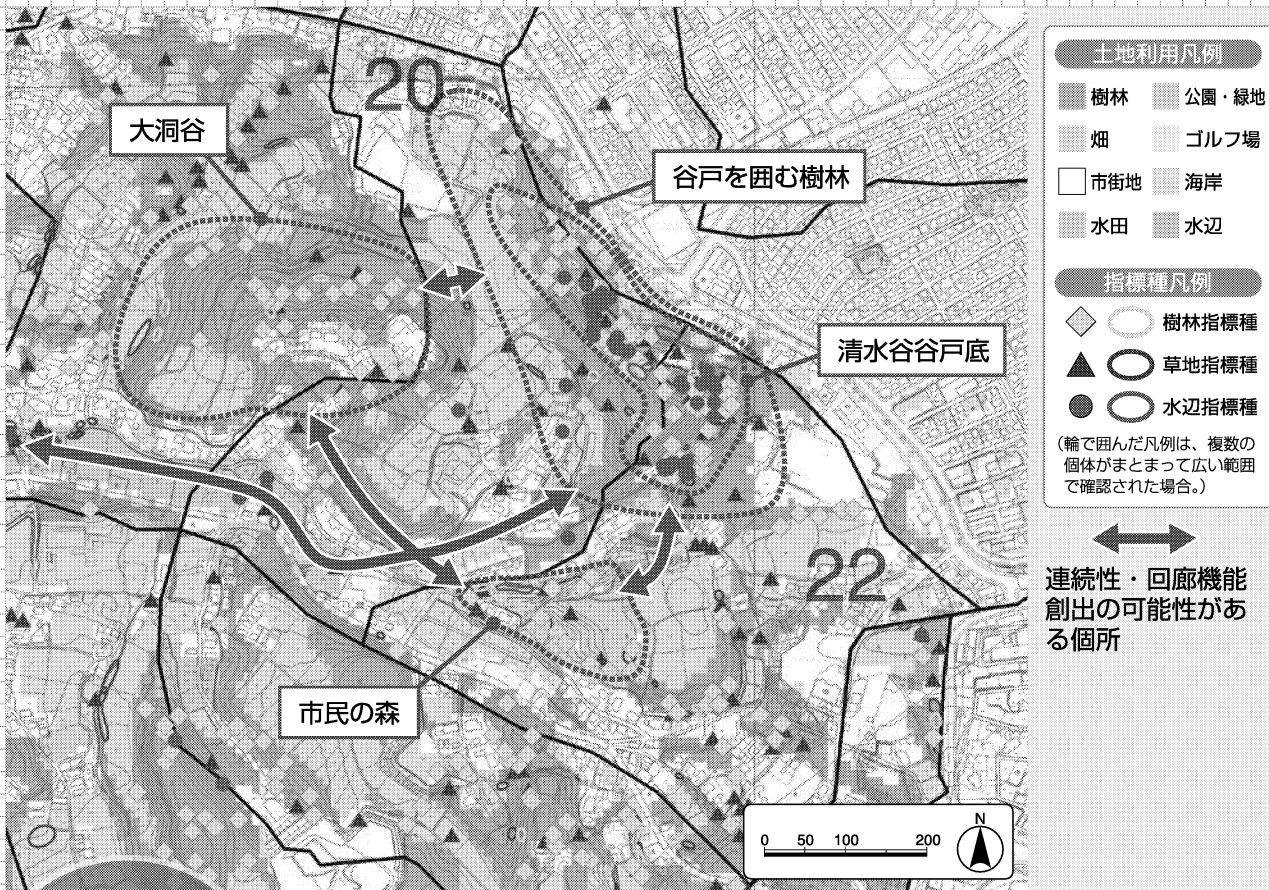 20
大洞谷
谷戸を囲む樹林
清水谷谷戸底
22
市民の森
0 50 100 200
N
土地利用凡例
樹林
公園・緑地
畑
ゴルフ場
市街地
海岸
水田
水辺
指標種凡例
樹林指標種
草地指標種
水辺指標種
(輪で囲んだ凡例は、複数の
個体がまとまって広い範囲
で確認された場合。)
連続性・回廊機能
創出の可能性があ
る個所